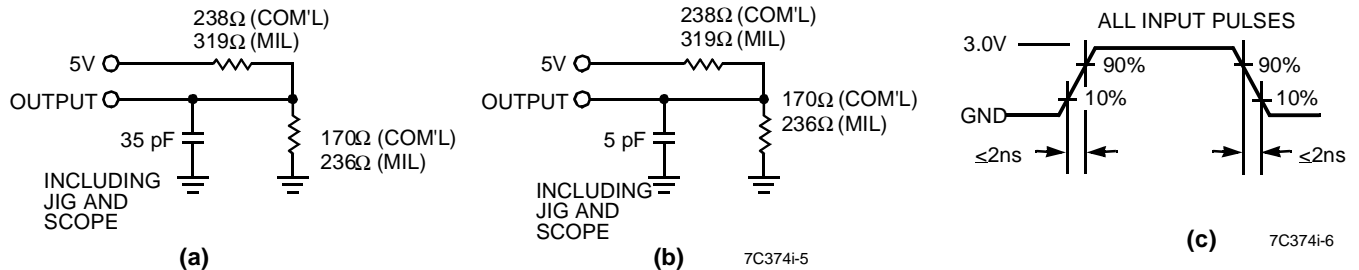 238Ω (COM'L)
319Ω (MIL)
5V
OUTPUT
35 pF
170Ω (COM'L)
236Ω (MIL)
INCLUDING
JIG AND
SCOPE
(a)
238Ω (COM'L)
319Ω (MIL)
5V
OUTPUT
5 pF
170Ω (COM'L)
236Ω (MIL)
INCLUDING
JIG AND
SCOPE
(b)
7C374i-5
ALL INPUT PULSES
3.0V
90%
10%
GND
90%
10%
≤2ns
≤2ns
(c)
7C374i-6